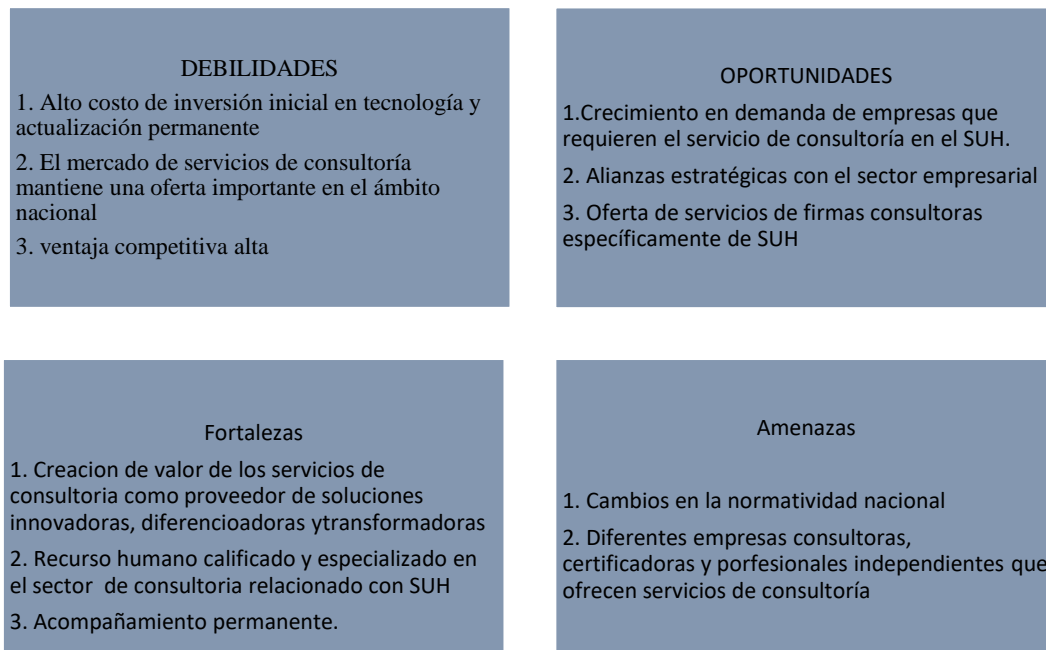 DEBILIDADES
1. Alto costo de inversión inicial en tecnología y
actualización permanente
2. El mercado de servicios de consultoría
mantiene una oferta importante en el ámbito
nacional
3. ventaja competitiva alta
OPORTUNIDADES
1.Crecimiento en demanda de empresas que
requieren el servicio de consultoría en el SUH.
2. Alianzas estratégicas con el sector empresarial
3. Oferta de servicios de firmas consultoras
específicamente de SUH
Fortalezas
1. Creacion de valor de los servicios de
consultoria como proveedor de soluciones
innovadoras, diferencioadoras ytransformadoras
2. Recurso humano calificado y especializado en
el sector de consultoria relacionado con SUH
3. Acompañamiento permanente.
Amenazas
1. Cambios en la normatividad nacional
2. Diferentes empresas consultoras,
certificadoras y porfesionales independientes que
ofrecen servicios de consultoría